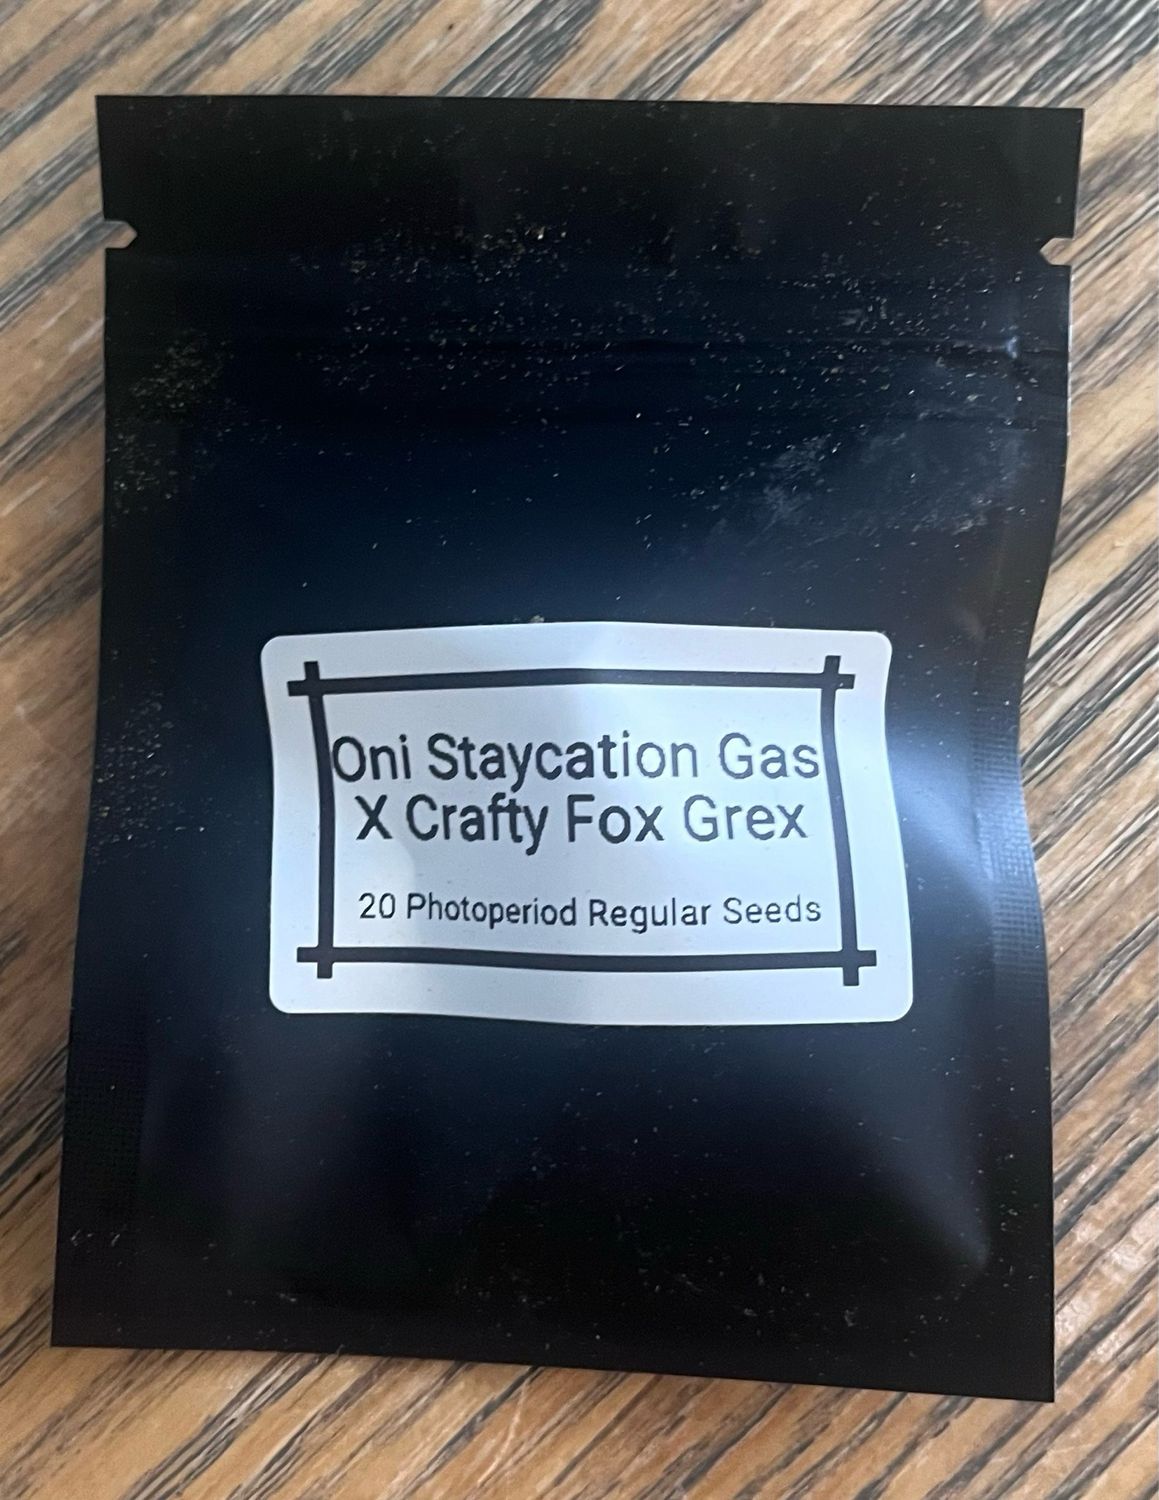 Oni Staycation Gas
X Crafty Fox Grex
20 Photoperiod Regular Seeds